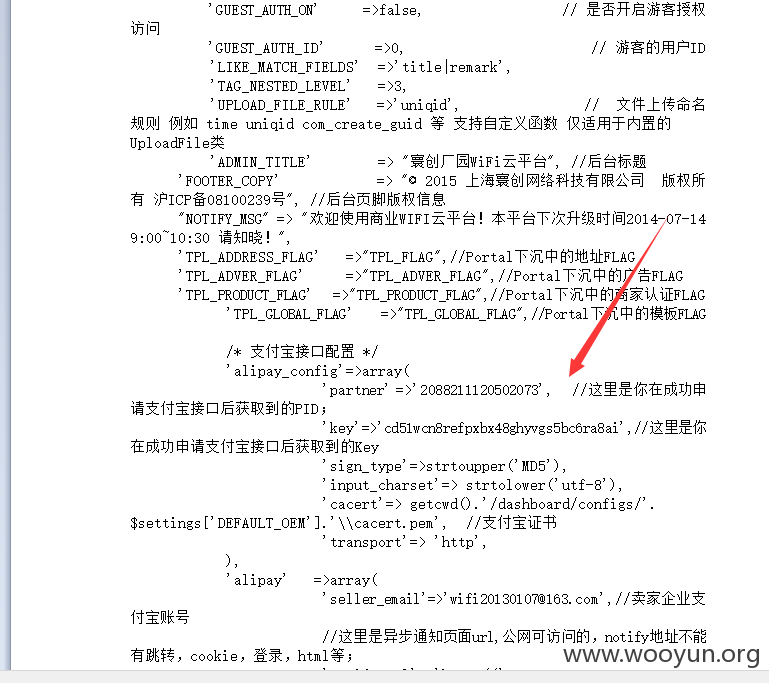 'GUEST_AUTH_ON' =>false, // 是否开启游客授权
访问
'GUEST_AUTH_ID' =>0, // 游客的用户ID
'LIKE_MATCH_FIELDS' =>'title|remark',
'TAG_NESTED_LEVEL' =>3,
'UPLOAD_FILE_RULE' =>'uniqid', // 文件上传命名
规则 例如 time uniqid com_create_guid 等 支持自定义函数 仅适用于内置的
UploadFile类
'ADMIN_TITLE' => "寰创厂园WiFi云平台", //后台标题
'FOOTER_COPY' => "© 2015 上海寰创网络科技有限公司 版权所
有 沪ICP备08100239号", //后台页脚版权信息
"NOTIFY_MSG" => "欢迎使用商业WIFI云平台! 本平台下次升级时间2014-07-14
9:00~10:30 请知晓! ",
'TPL_ADDRESS_FLAG' =>"TPL_FLAG",//Portal下沉中的地址FLAG
'TPL_ADVER_FLAG' =>"TPL_ADVER_FLAG",//Portal下沉中的广告FLAG
'TPL_PRODUCT_FLAG' =>"TPL_PRODUCT_FLAG",//Portal下沉中的商家认证FLAG
'TPL_GLOBAL_FLAG' =>"TPL_GLOBAL_FLAG",//Portal下沉中的模板FLAG
/* 支付宝接口配置 */
'alipay_config'=>array(
'partner' =>'2088211120502073', //这里是你在成功申
请支付宝接口后获取到的PID;
'key'=>'cd51wcn8refpxbx48ghyvgs5bc6ra8ai',//这里是你
在成功申请支付宝接口后获取到的Key
'sign_type'=>strtoupper('MD5'),
'input_charset'=> strtolower('utf-8'),
'cacert'=> getcwd().'/dashboard/configs/'.
$settings['DEFAULT_OEM'].'\\cacert.pem', //支付宝证书
'transport'=> 'http',
),
'alipay' =>array(
'seller_email'=>'wifi20130107@163.com',//卖家企业支
付宝账号
//这里是异步通知页面url,公网可访问的，notify地址不能
有跳转，cookie，登录，html等；
www.wooyun.org